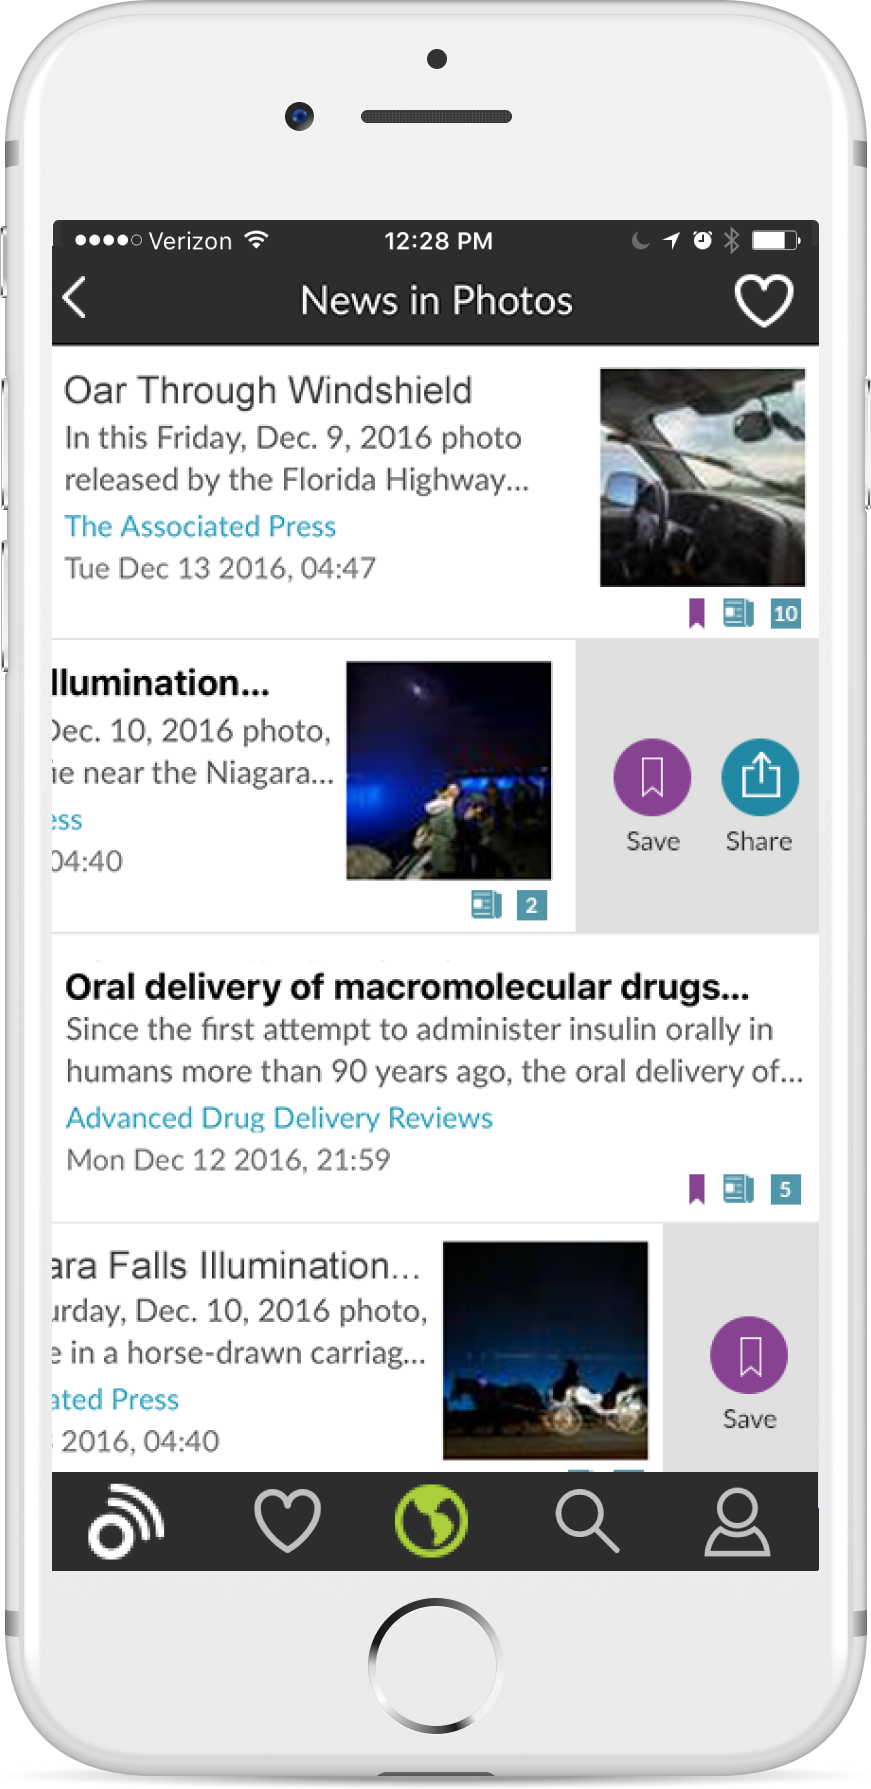 Verizon 12:28 PM
News in Photos
Oar Through Windshield
In this Friday, Dec. 9, 2016 photo
released by the Florida Highway...
The Associated Press
Tue Dec 13 2016, 04:47
10
llumination...
Dec. 10, 2016 photo,
ie near the Niagara...
ess
04:40
2
Save
Share
Oral delivery of macromolecular drugs...
Since the first attempt to administer insulin orally in
humans more than 90 years ago, the oral delivery of...
Advanced Drug Delivery Reviews
Mon Dec 12 2016, 21:59
5
ara Falls Illumination...
urday, Dec. 10, 2016 photo,
e in a horse-drawn carriag...
ated Press
2016, 04:40
Save